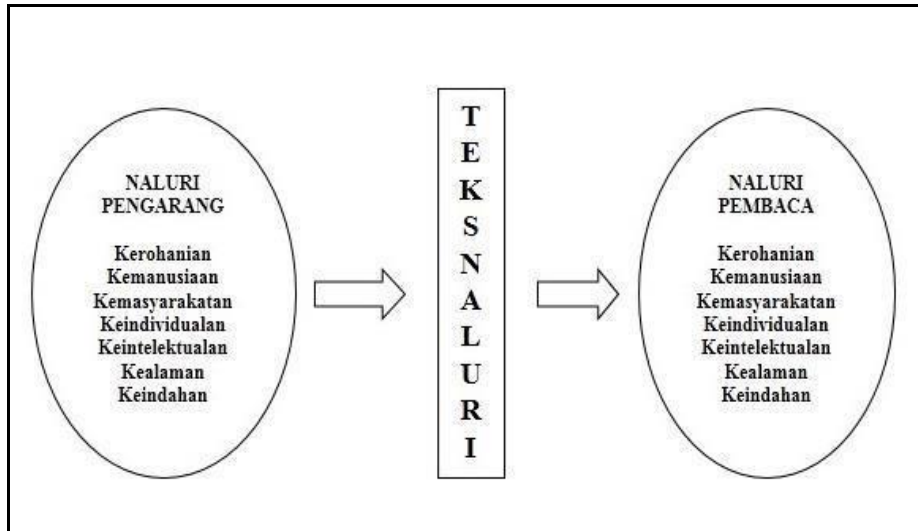 NALURI
PENGARANG
Kerohanian
Kemanusiaan
Kemasyarakatan
Keindividualan
Keintelektualan
Kealaman
Keindahan
T
E
K
S
N
A
L
U
R
I
NALURI
PEMBACA
Kerohanian
Kemanusiaan
Kemasyarakatan
Keindividualan
Keintelektualan
Kealaman
Keindahan